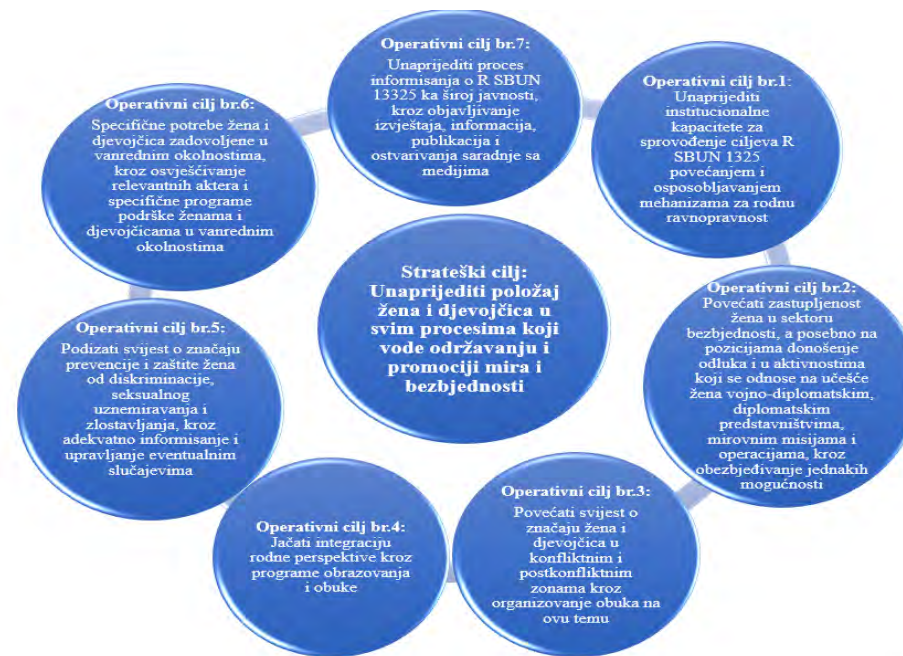 Operativni cilj br.7:
Unaprijediti proces
informisanja o R SBUN
13325 ka široj javnosti,
kroz objavljivanje
izvještaja, informacija,
publikacija i
ostvarivanja saradnje sa
medijima
Operativni cilj br.1:
Unaprijediti
institucionalne
kapacitete za
sprovođenje ciljeva R
SBUN 1325
povećanjem i
osposobljavanjem
mehanizama za rodnu
ravnopravnost
Operativni cilj br.2:
Povećati zastupljenost
žena u sektoru
bezbjednosti, a posebno na
pozicijama donošenje
odluka i u aktivnostima
koji se odnose na učešće
žena vojno-diplomatskim,
diplomatskim
predstavništvima,
mirovnim misijama i
operacijama, kroz
obezbjeđivanje jednakih
mogućnosti
Operativni cilj br.3:
Povećati svijest o
značaju žena i
djevojčica u
konfliktnim i
postkonfliktnim
zonama kroz
organizovanje obuka na
ovu temu
Operativni cilj br.4:
Jačati integraciju
rodne perspektive kroz
programe obrazovanja
i obuke
Operativni cilj br.5:
Podizati svijest o značaju
prevencije i zaštite žena
od diskriminacije,
seksualnog
uznemiravanja i
zlostavljanja, kroz
adekvatno informisanje i
upravljanje eventualnim
slučajevima
Operativni cilj br.6:
Specifične potrebe žena i
djevojčica zadovoljene u
vanrednim okolnostima,
kroz osvješćivanje
relevantnih aktera i
specifične programe
podrške ženama i
djevojčicama u vanrednim
okolnostima
Strateški cilj:
Unaprijediti položaj
žena i djevojčica u
svim procesima koji
vode održavanju i
promociji mira i
bezbjednosti